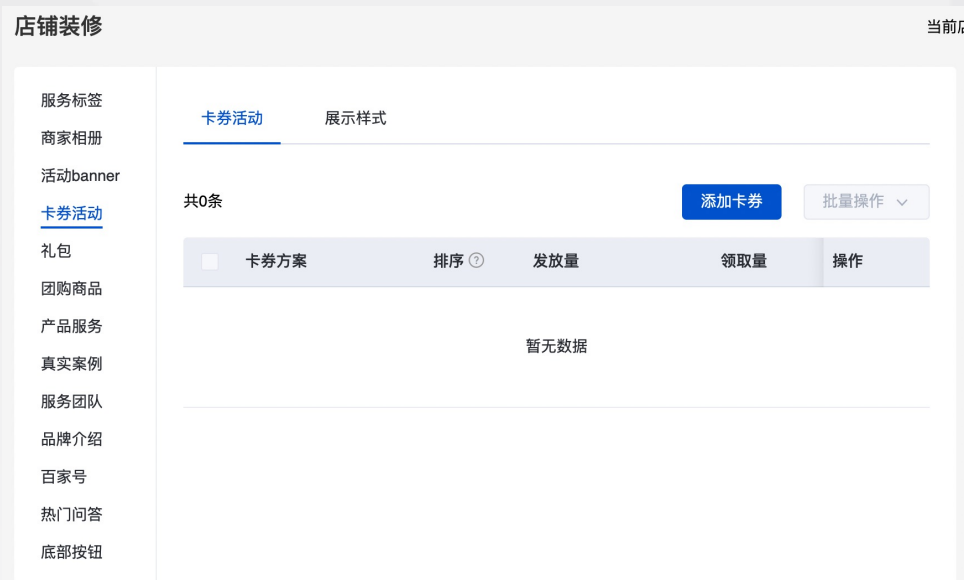 店铺装修
当前店
服务标签
商家相册
活动banner
卡券活动
礼包
团购商品
产品服务
真实案例
服务团队
品牌介绍
百家号
热门问答
底部按钮
卡券活动 展示样式
共0条 添加卡券 批量操作
卡券方案 排序 ? 发放量 领取量 操作
暂无数据